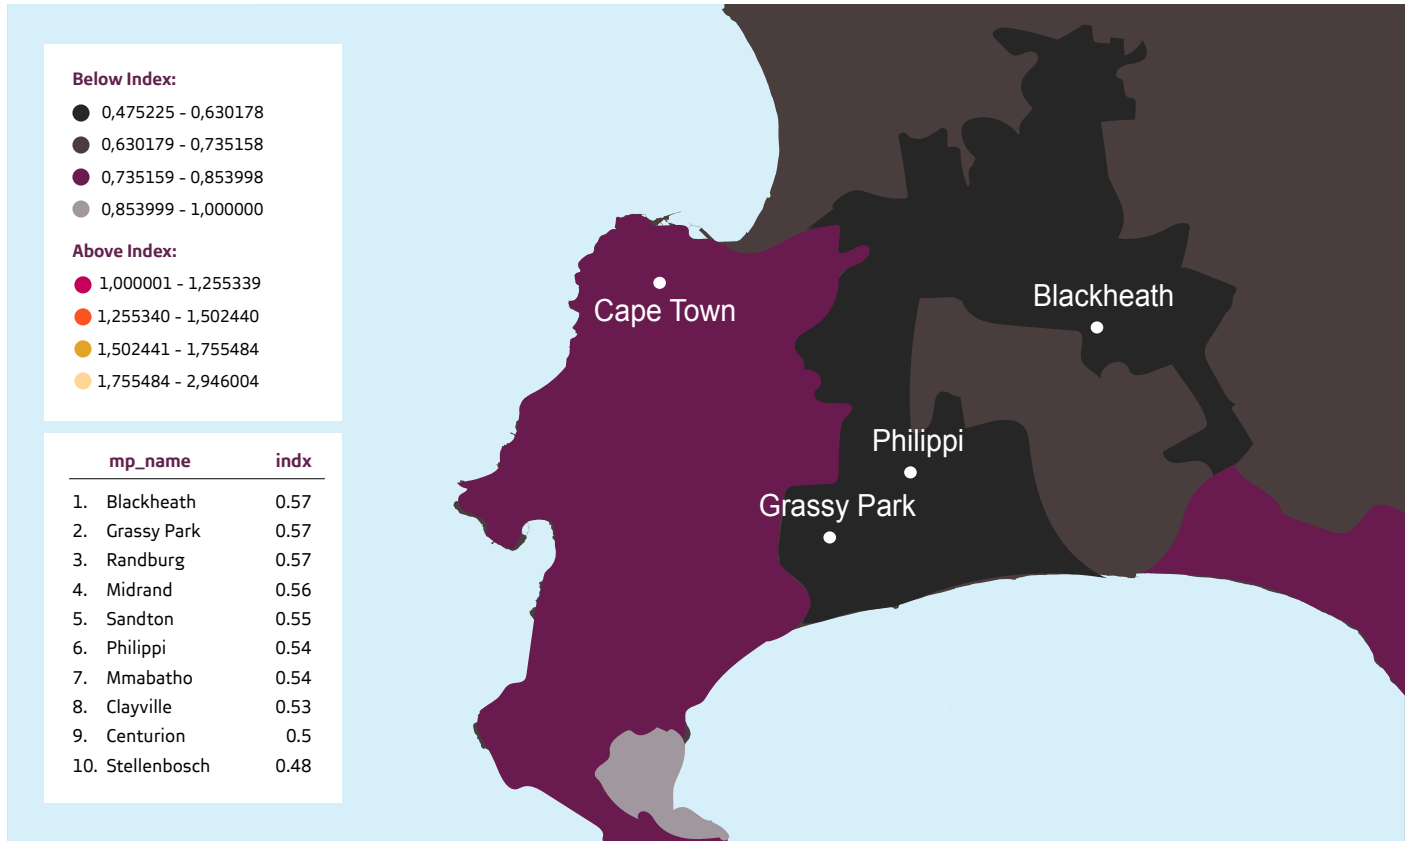 Below Index:
0,475225 - 0,630178
0,630179 - 0,735158
0,735159 - 0,853998
0,853999 - 1,000000
Above Index:
1,000001 - 1,255339
1,255340 - 1,502440
1,502441 - 1,755484
1,755484 - 2,946004
mp_name indx
1. Blackheath 0.57
2. Grassy Park 0.57
3. Randburg 0.57
4. Midrand 0.56
5. Sandton 0.55
6. Philippi 0.54
7. Mmabatho 0.54
8. Clayville 0.53
9. Centurion 0.5
10. Stellenbosch 0.48
Cape Town
Blackheath
Philippi
Grassy Park